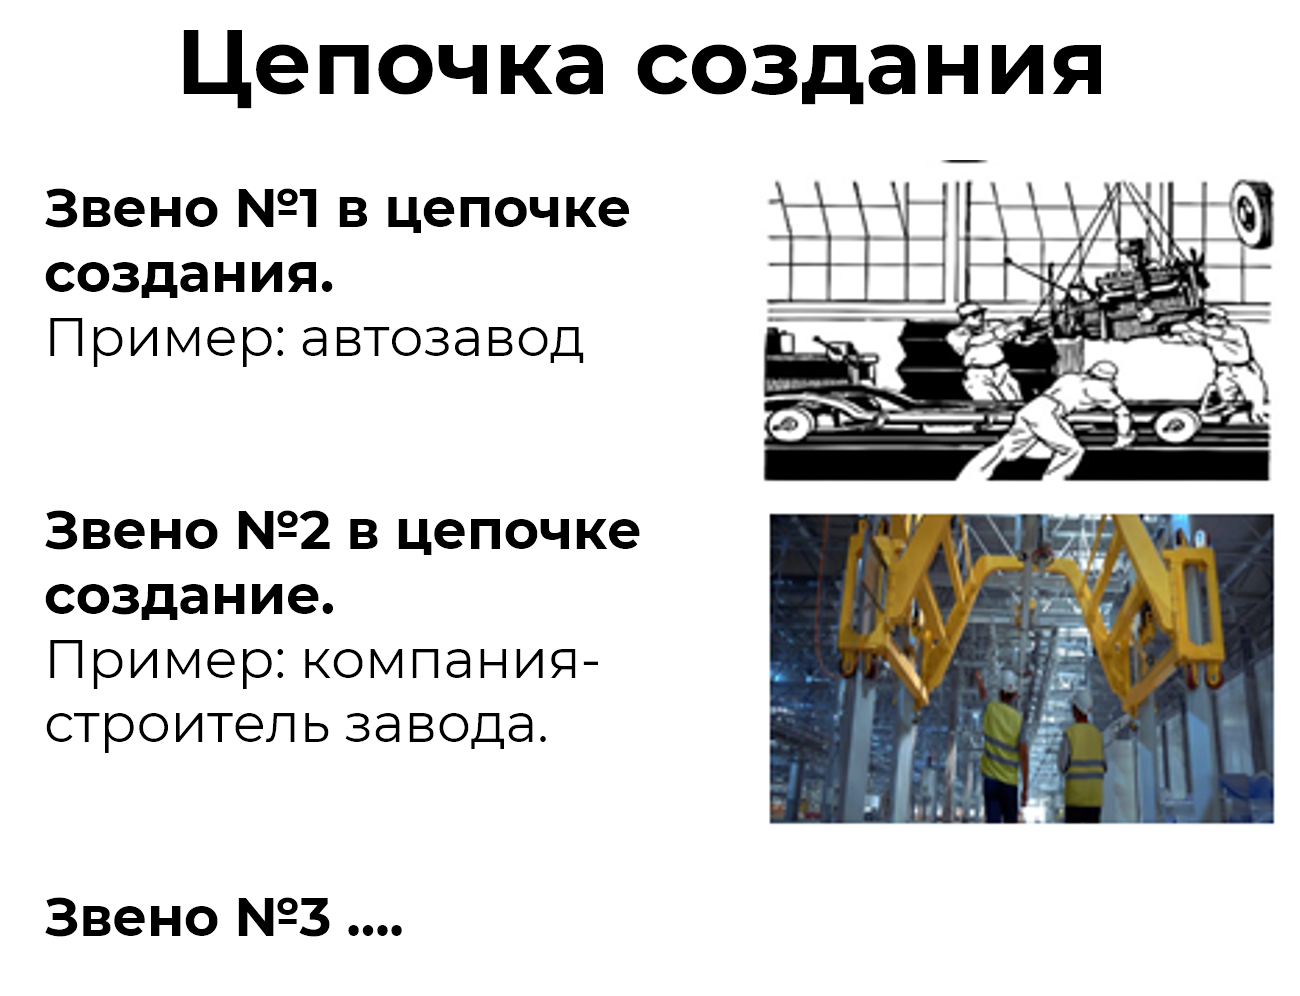 Цепочка создания
Звено №1 в цепочке
создания.
Пример: автозавод
Звено №2 в цепочке
создание.
Пример: компания-
строитель завода.
Звено №3 ....